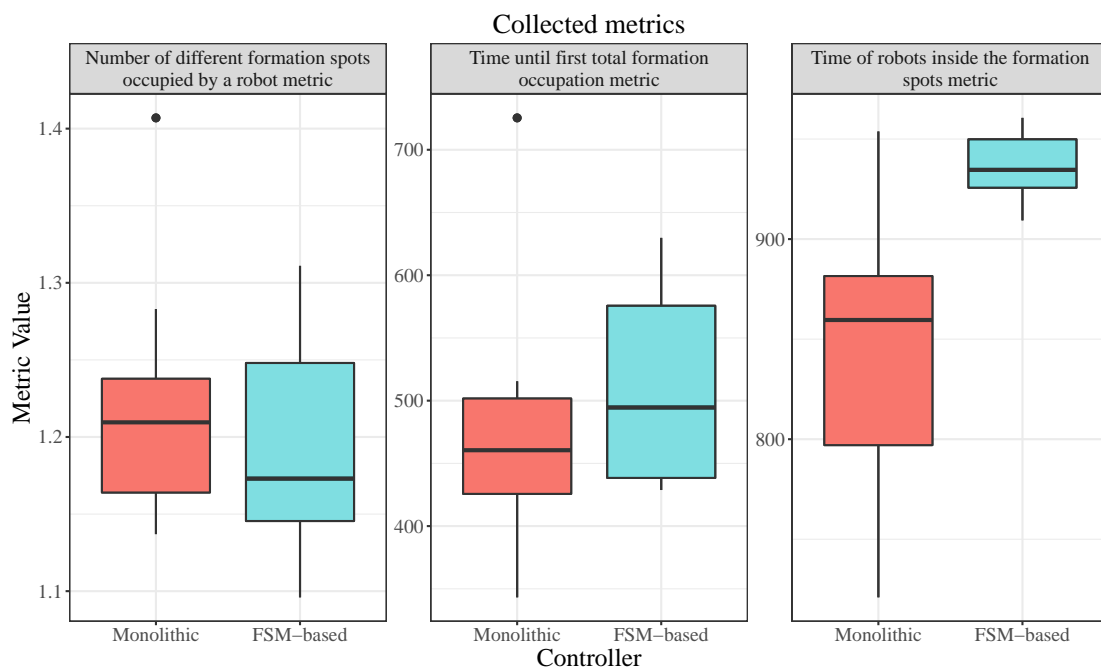 Collected metrics
Number of different formation spots
occupied by a robot metric
Time until first total formation
occupation metric
Time of robots inside the formation
spots metric
Metric Value
1.4
1.3
1.2
1.1
700
600
500
400
900
800
Monolithic
FSM−based
Monolithic
FSM−based
Monolithic
FSM−based
Controller